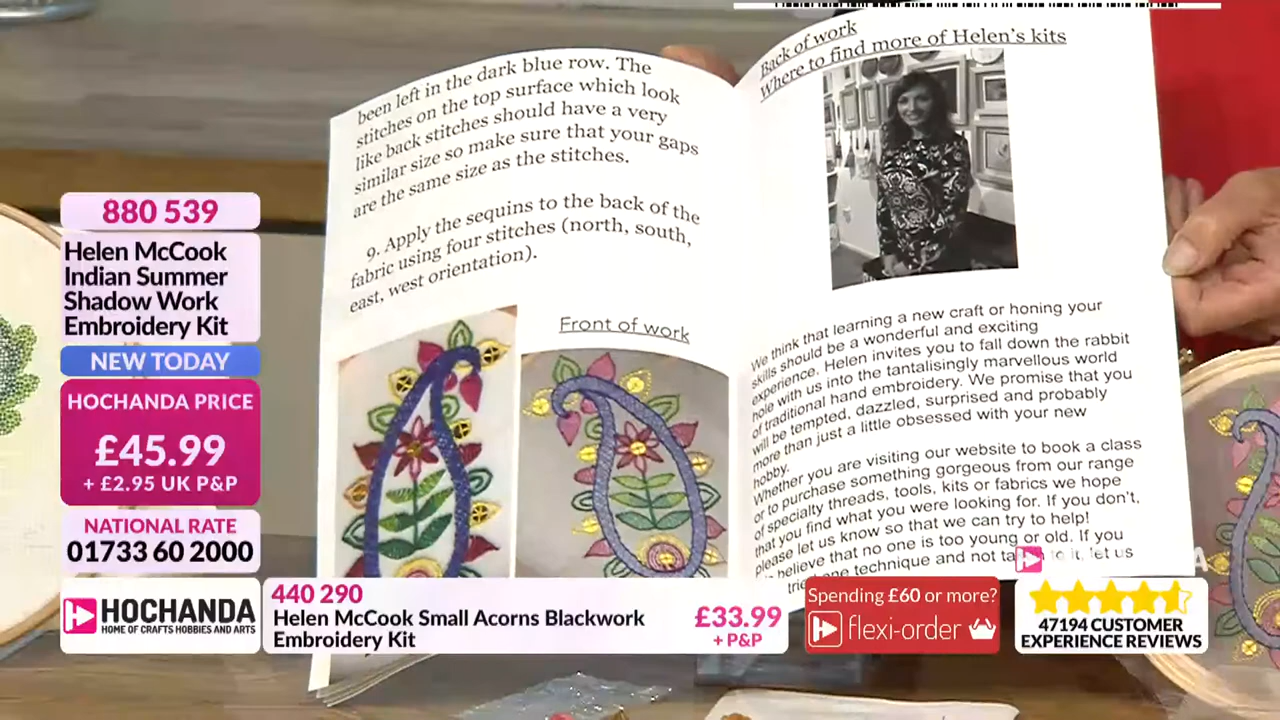 been left in the dark blue row. The
stitches on the top surface which look
like back stitches should have a very
similar size so make sure that your gaps
are the same size as the stitches.
9. Apply the sequins to the back of the
fabric using four stitches (north, south,
east, west orientation).
Front of work
Back of work
Where to find more of Helen's kits
We think that learning a new craft or honing your
skills should be a wonderful and exciting
experience. Helen invites you to fall down the rabbit
hole with us into the tantalisingly marvellous world
of traditional hand embroidery. We promise that you
will be tempted, dazzled, surprised and probably
more than just a little obsessed with your new
hobby.
Whether you are visiting our website to book a class
or to purchase something gorgeous from our range
of specialty threads, tools, kits or fabrics we hope
that you find what you were looking for. If you don't,
please let us know so that we can try to help!
believe that no one is too young or old. If you
one technique and not to it, let us
880 539
Helen McCook
Indian Summer
Shadow Work
Embroidery Kit
NEW TODAY
HOCHANDA PRICE
£45.99
+ £2.95 UK P&P
NATIONAL RATE
01733 60 2000
HOCHANDA
HOME OF CRAFTS HOBBIES AND ARTS
440 290
Helen McCook Small Acorns Blackwork
Embroidery Kit
£33.99
+ P&P
Spending £60 or more?
flexi-order
47194 CUSTOMER
EXPERIENCE REVIEWS